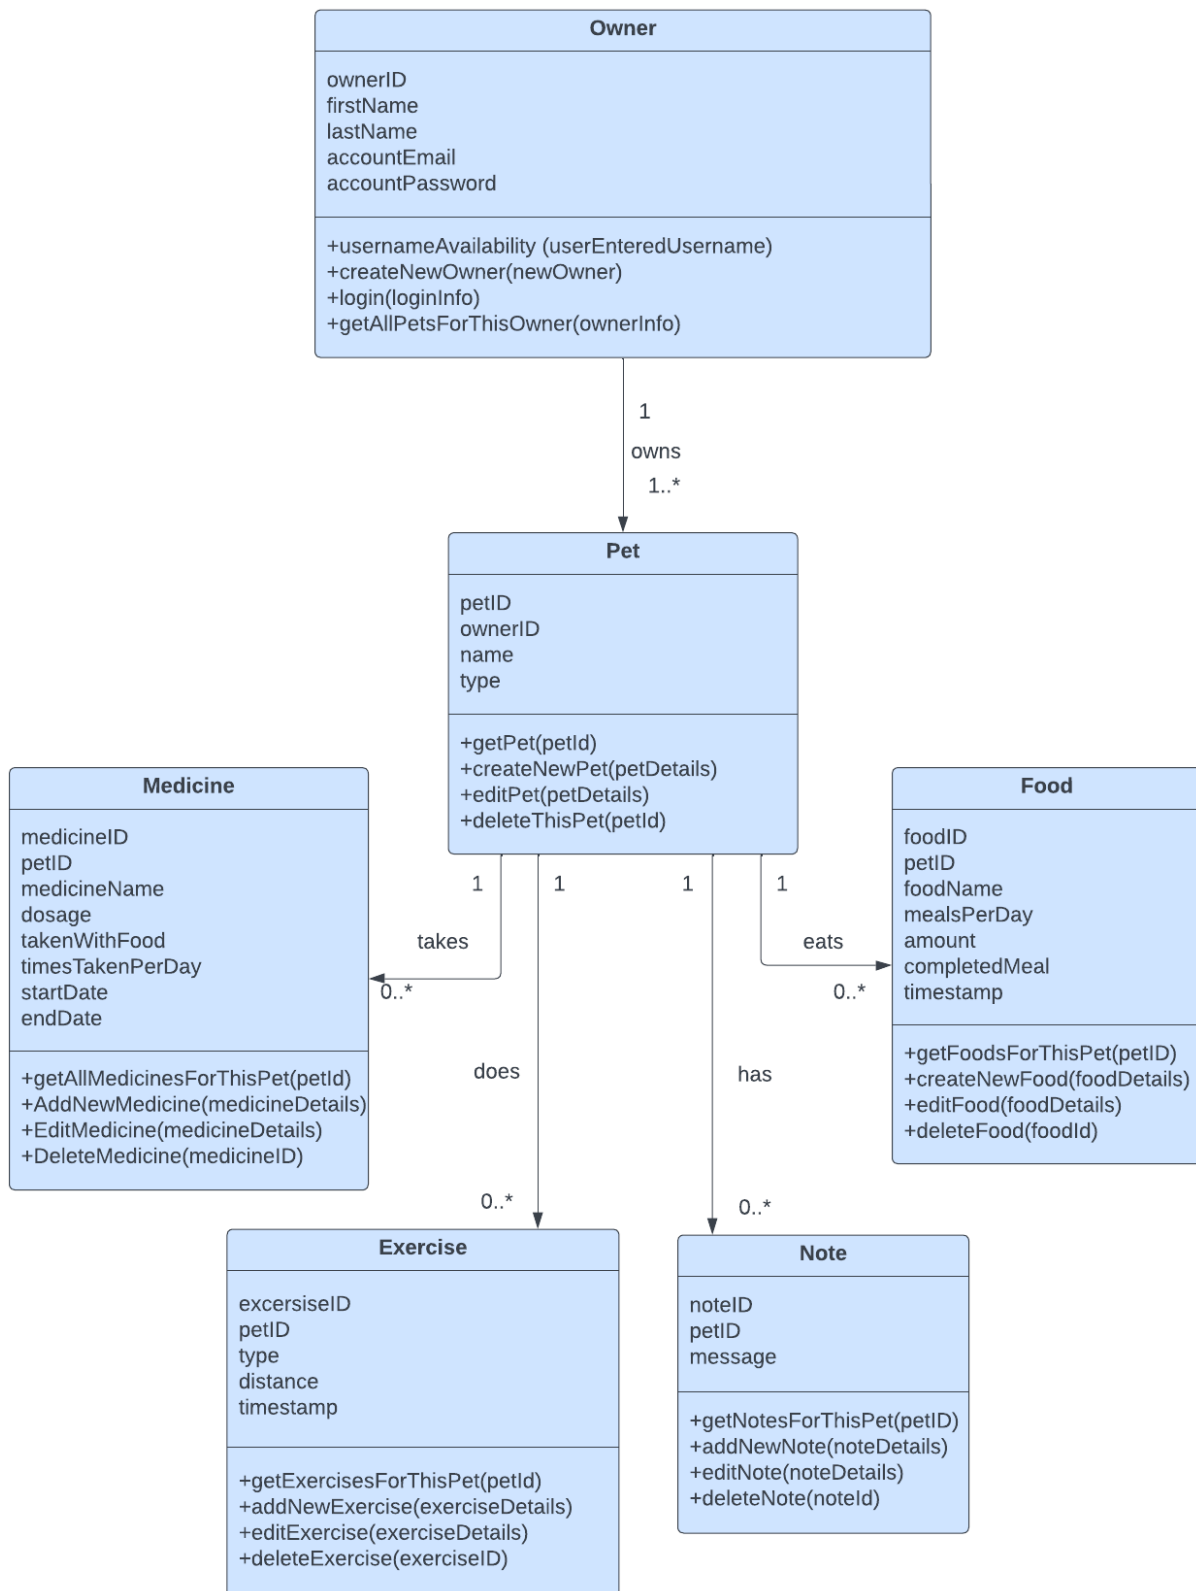 Owner
ownerID
firstName
lastName
accountEmail
accountPassword
+usernameAvailability (userEnteredUsername)
+createNewOwner(newOwner)
+login(loginInfo)
+getAllPetsForThisOwner(ownerInfo)
1
owns
1..*
Pet
petID
ownerID
name
type
+getPet(petId)
+createNewPet(petDetails)
+editPet(petDetails)
+deleteThisPet(petId)
Medicine
medicineID
petID
medicineName
dosage
takenWithFood
timesTakenPerDay
startDate
endDate
+getAllMedicinesForThisPet(petId)
+AddNewMedicine(medicineDetails)
+EditMedicine(medicineDetails)
+DeleteMedicine(medicineID)
1
takes
0..*
1
does
0..*
1
has
0..*
1
eats
0..*
Food
foodID
petID
foodName
mealsPerDay
amount
completedMeal
timestamp
+getFoodsForThisPet(petID)
+createNewFood(foodDetails)
+editFood(foodDetails)
+deleteFood(foodId)
Exercise
excersiseID
petID
type
distance
timestamp
+getExercisesForThisPet(petId)
+addNewExercise(exerciseDetails)
+editExercise(exerciseDetails)
+deleteExercise(exerciseID)
Note
noteID
petID
message
+getNotesForThisPet(petID)
+addNewNote(noteDetails)
+editNote(noteDetails)
+deleteNote(noteId)